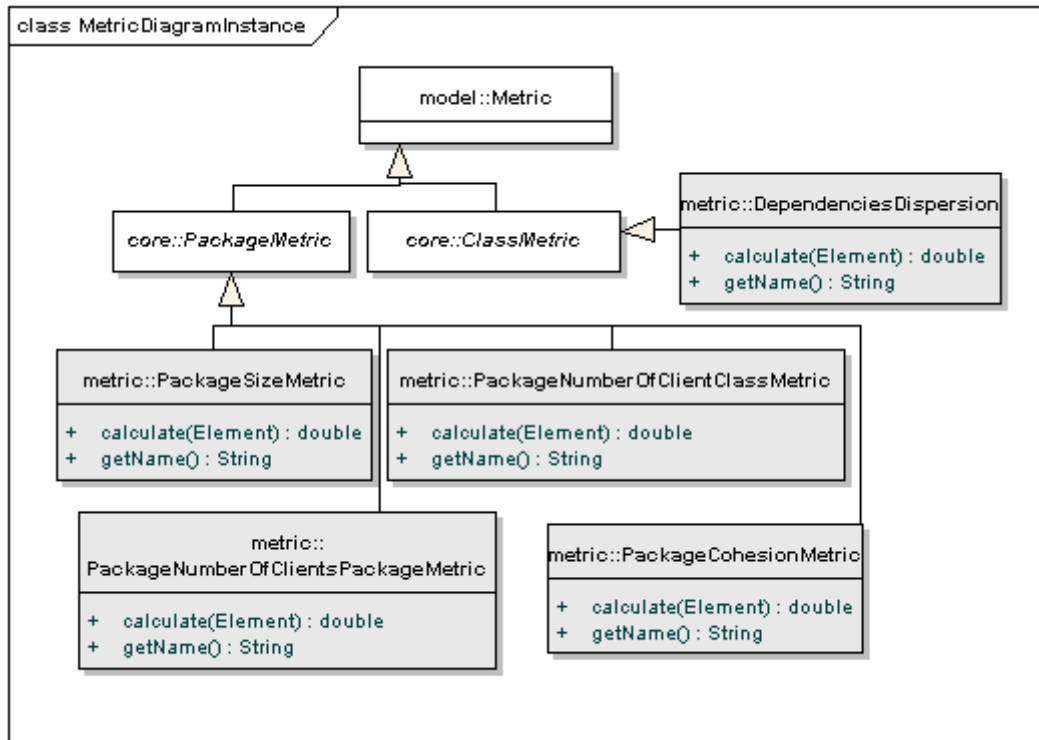 class MetricDiagramInstance
model::Metric
core::PackageMetric
core::ClassMetric
metric::DependenciesDispersion
+ calculate(Element) : double
+ getName() : String
metric::PackageSizeMetric
+ calculate(Element) : double
+ getName() : String
metric::PackageNumberOfClientClassMetric
+ calculate(Element) : double
+ getName() : String
metric::
PackageNumberOfClientsPackageMetric
+ calculate(Element) : double
+ getName() : String
metric::PackageCohesionMetric
+ calculate(Element) : double
+ getName() : String